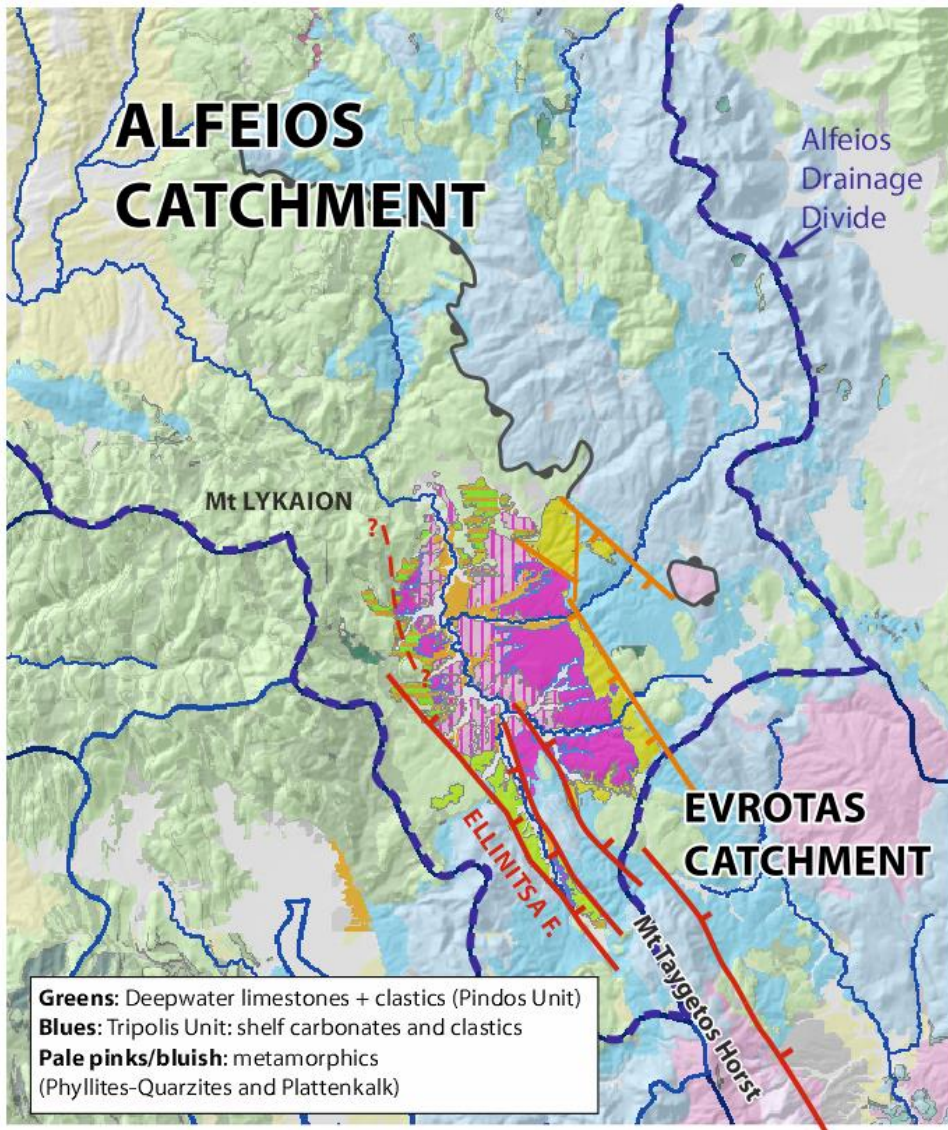 ALFEIOS
CATCHMENT
Alfeios
Drainage
Divide
Mt LYKAION
?
?
EVROTAS
CATCHMENT
ELLINITSA F.
Mt.Taygetos Horst
Greens: Deepwater limestones + clastics (Pindos Unit)
Blues: Tripolis Unit: shelf carbonates and clastics
Pale pinks/bluish: metamorphics
(Phyllites-Quarzites and Plattenkalk)